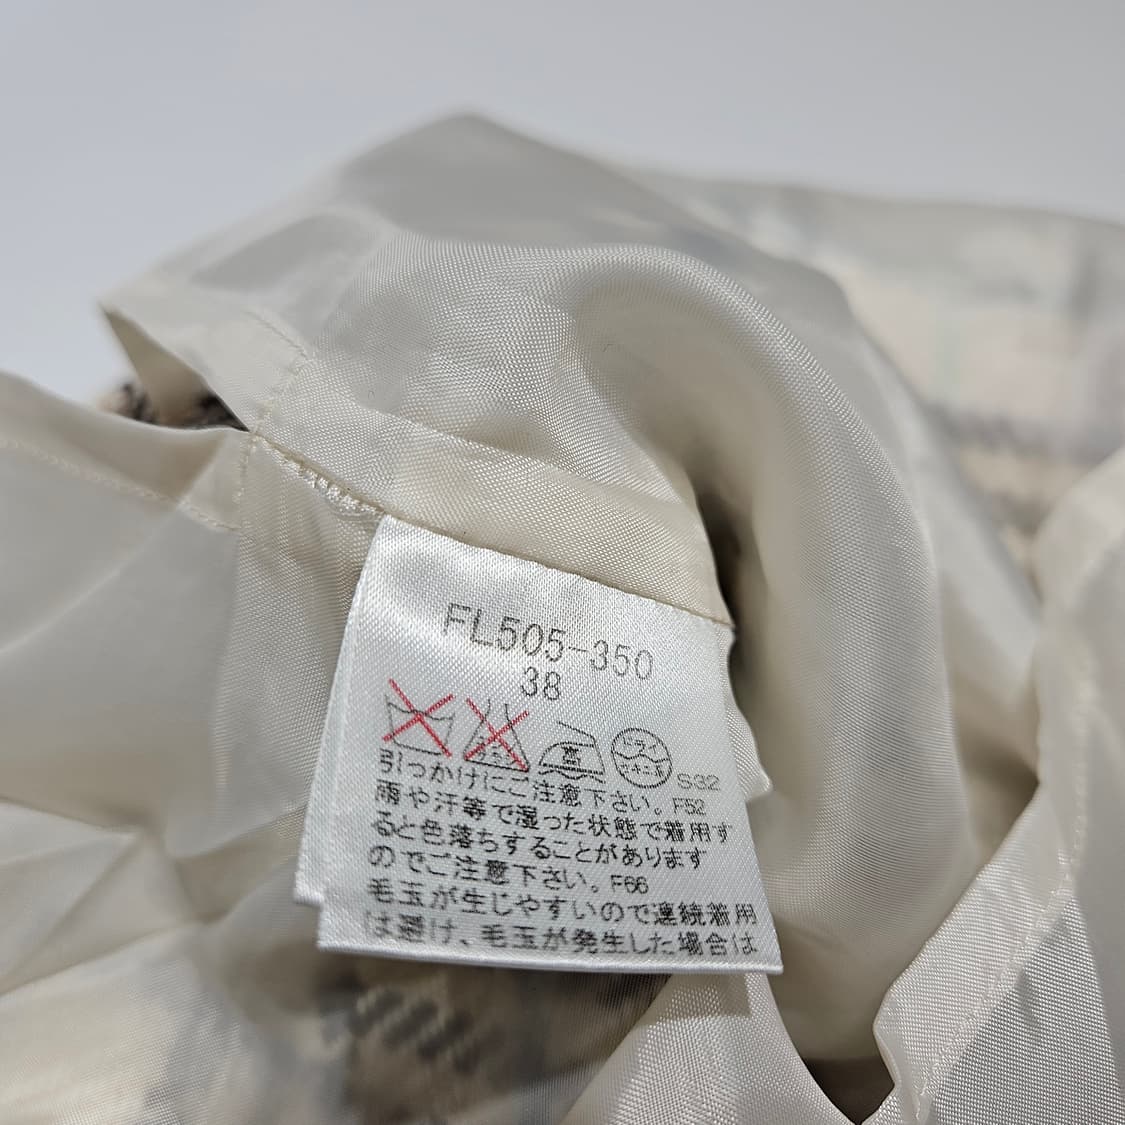 FL505-350
38
S32
引っかけにご注意下さい。F52
雨や汗等で湿った状態で着用す
ると色落ちすることがあります
のでご注意下さい。F66
毛玉が生じやすいので連続着用
は避け、毛玉が発生した場合は